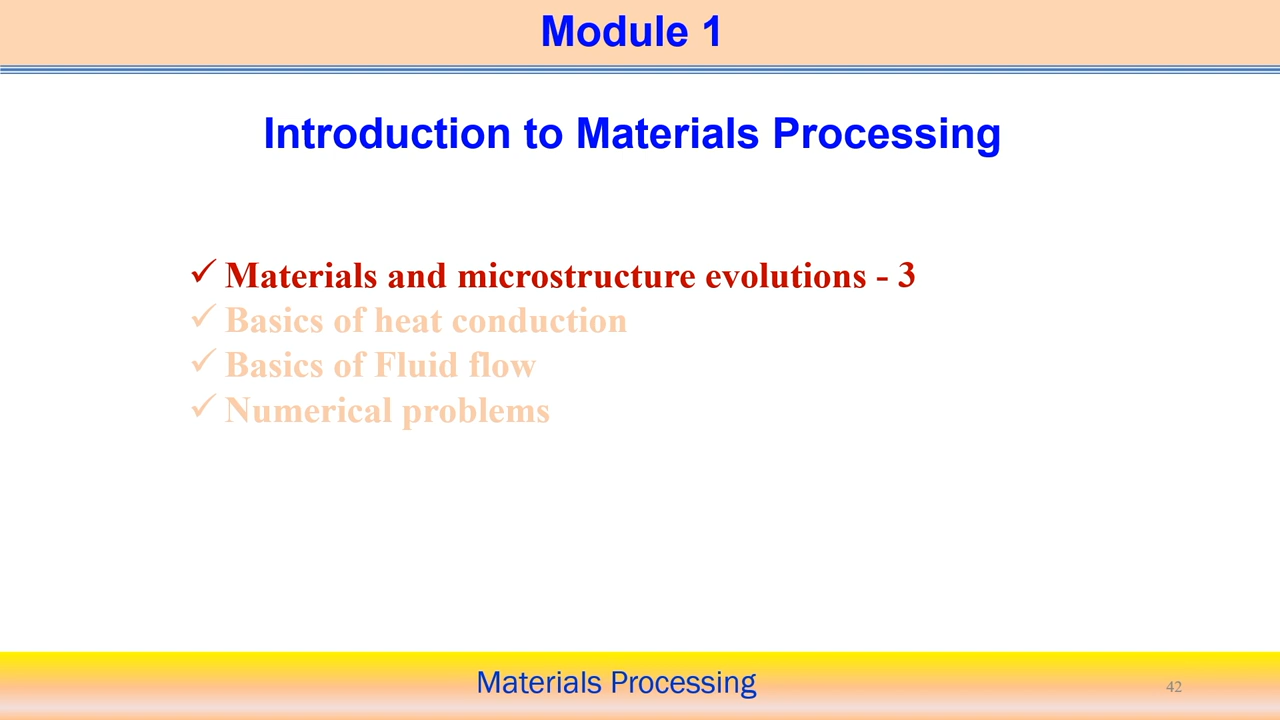 Module 1
Introduction to Materials Processing
✓ Materials and microstructure evolutions - 3
✓ Basics of heat conduction
✓ Basics of Fluid flow
✓ Numerical problems
Materials Processing
42